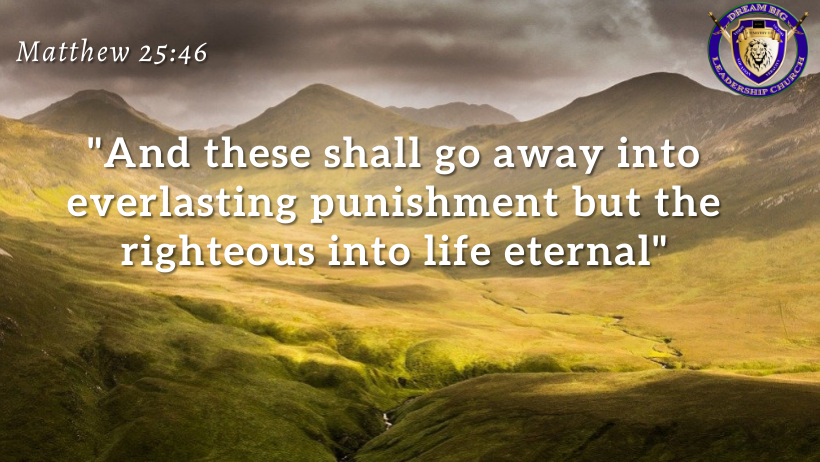 Matthew 25:46
DREAM BIG
LEADERSHIP CHURCH
"And these shall go away into
everlasting punishment but the
righteous into life eternal"